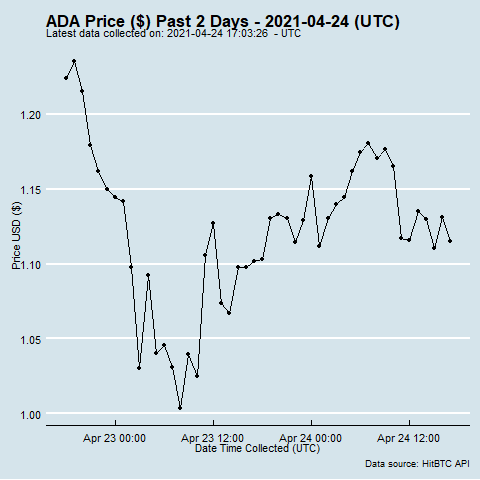 ADA Price ($) Past 2 Days - 2021-04-24 (UTC)
Latest data collected on: 2021-04-24 17:03:26 - UTC
1.20
1.15
1.10
1.05
1.00
Price USD ($)
Apr 23 00:00 Apr 23 12:00 Apr 24 00:00 Apr 24 12:00
Date Time Collected (UTC)
Data source: HitBTC API